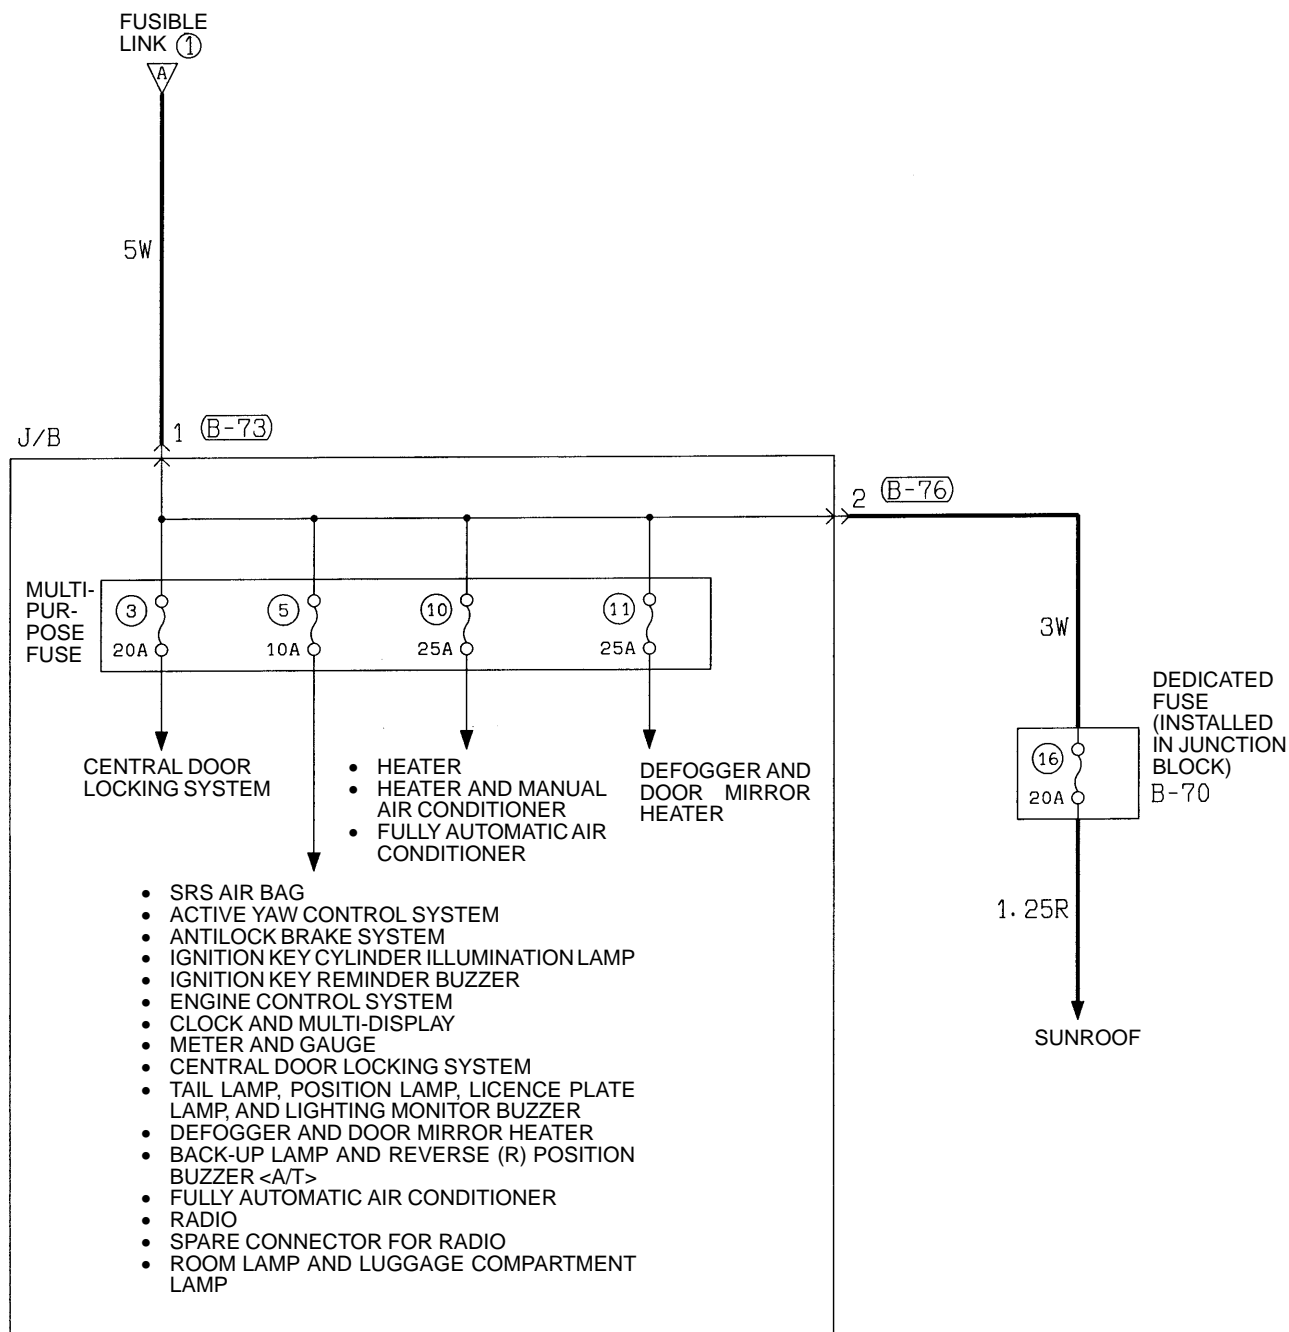 FUSIBLE
LINK ①
A
5W
J/B
1 B-73
2 B-76
MULTI-
PUR-
POSE
FUSE
3
20A
5
10A
10
25A
11
25A
3W
DEDICATED
FUSE
(INSTALLED
IN JUNCTION
BLOCK)
B-70
16
20A
CENTRAL DOOR
LOCKING SYSTEM
• HEATER
• HEATER AND MANUAL
AIR CONDITIONER
• FULLY AUTOMATIC AIR
CONDITIONER
DEFOGGER AND
DOOR MIRROR
HEATER
1.25R
SUNROOF
• SRS AIR BAG
• ACTIVE YAW CONTROL SYSTEM
• ANTILOCK BRAKE SYSTEM
• IGNITION KEY CYLINDER ILLUMINATION LAMP
• IGNITION KEY REMINDER BUZZER
• ENGINE CONTROL SYSTEM
• CLOCK AND MULTI-DISPLAY
• METER AND GAUGE
• CENTRAL DOOR LOCKING SYSTEM
• TAIL LAMP, POSITION LAMP, LICENCE PLATE
LAMP, AND LIGHTING MONITOR BUZZER
• DEFOGGER AND DOOR MIRROR HEATER
• BACK-UP LAMP AND REVERSE (R) POSITION
BUZZER <A/T>
• FULLY AUTOMATIC AIR CONDITIONER
• RADIO
• SPARE CONNECTOR FOR RADIO
• ROOM LAMP AND LUGGAGE COMPARTMENT
LAMP